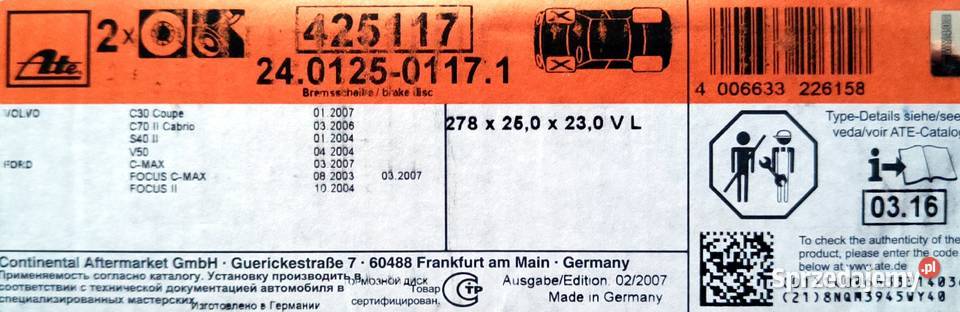 Ate
2x
425117
24.0125-0117.1
Bremsscheibe / brake disc
4 006633 226158
VOLVO C30 Coupe 01.2007
C70 II Cabrio 03.2006
S40 II 01.2004
V50 04.2004
FORD C-MAX 03.2007
FOCUS C-MAX 08.2003 03.2007
FOCUS II 10.2004
278 x 25,0 x 23,0 V L
Type-Details siehe/see
veda/voir ATE-Catalog
i
03.16
Continental Aftermarket GmbH · Guerickestraße 7 · 60488 Frankfurt am Main · Germany
Применяемость согласно каталогу. Установку производить в
соответствии с технической документацией автомобиля в
специализированных мастерских.
Изготовлено в Германии
Тормозной диск
Товар
сертифицирован.
СТР
Ausgabe/Edition: 02/2007
Made in Germany
To check the authenticity of the
product, please enter the code
below at www.ate.de
(21)8NQM3945WY40
Sprzedajemy.pl